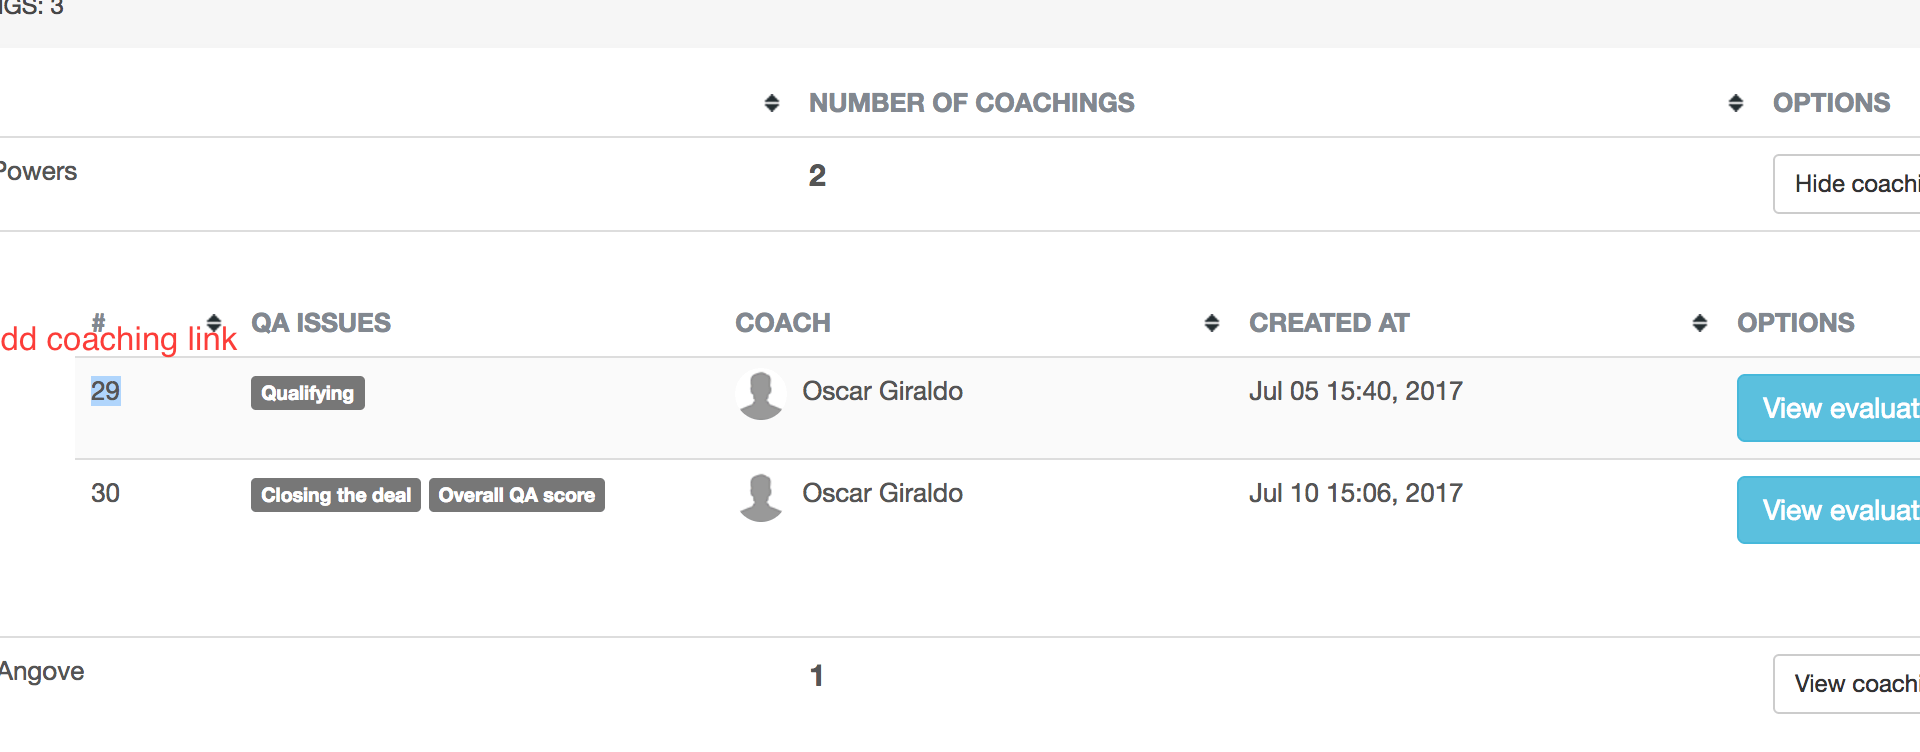 NGS: 3
NUMBER OF COACHINGS OPTIONS
Powers 2 Hide coachi
# QA ISSUES COACH CREATED AT OPTIONS
dd coaching link
29 Qualifying Oscar Giraldo Jul 05 15:40, 2017 View evaluat
30 Closing the deal Overall QA score Oscar Giraldo Jul 10 15:06, 2017 View evaluat
Angove 1 View coachi